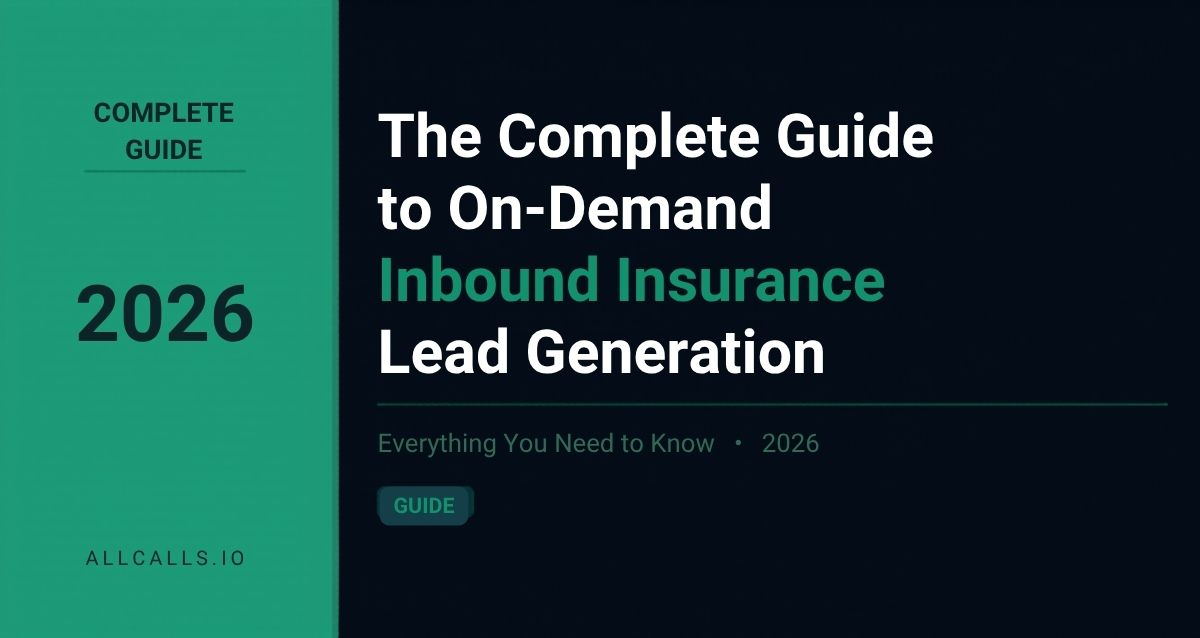 COMPLETE
GUIDE
2026
ALLCALLS.IO
The Complete Guide
to On-Demand
Inbound Insurance
Lead Generation
Everything You Need to Know • 2026
GUIDE